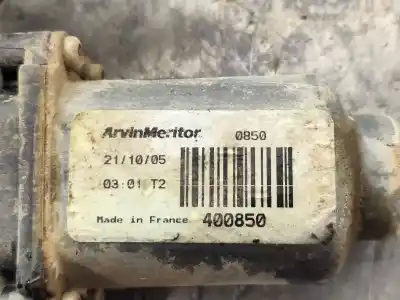 ArvinMeritor 0850
21/10/05
03:01 T2
Made in France 400850